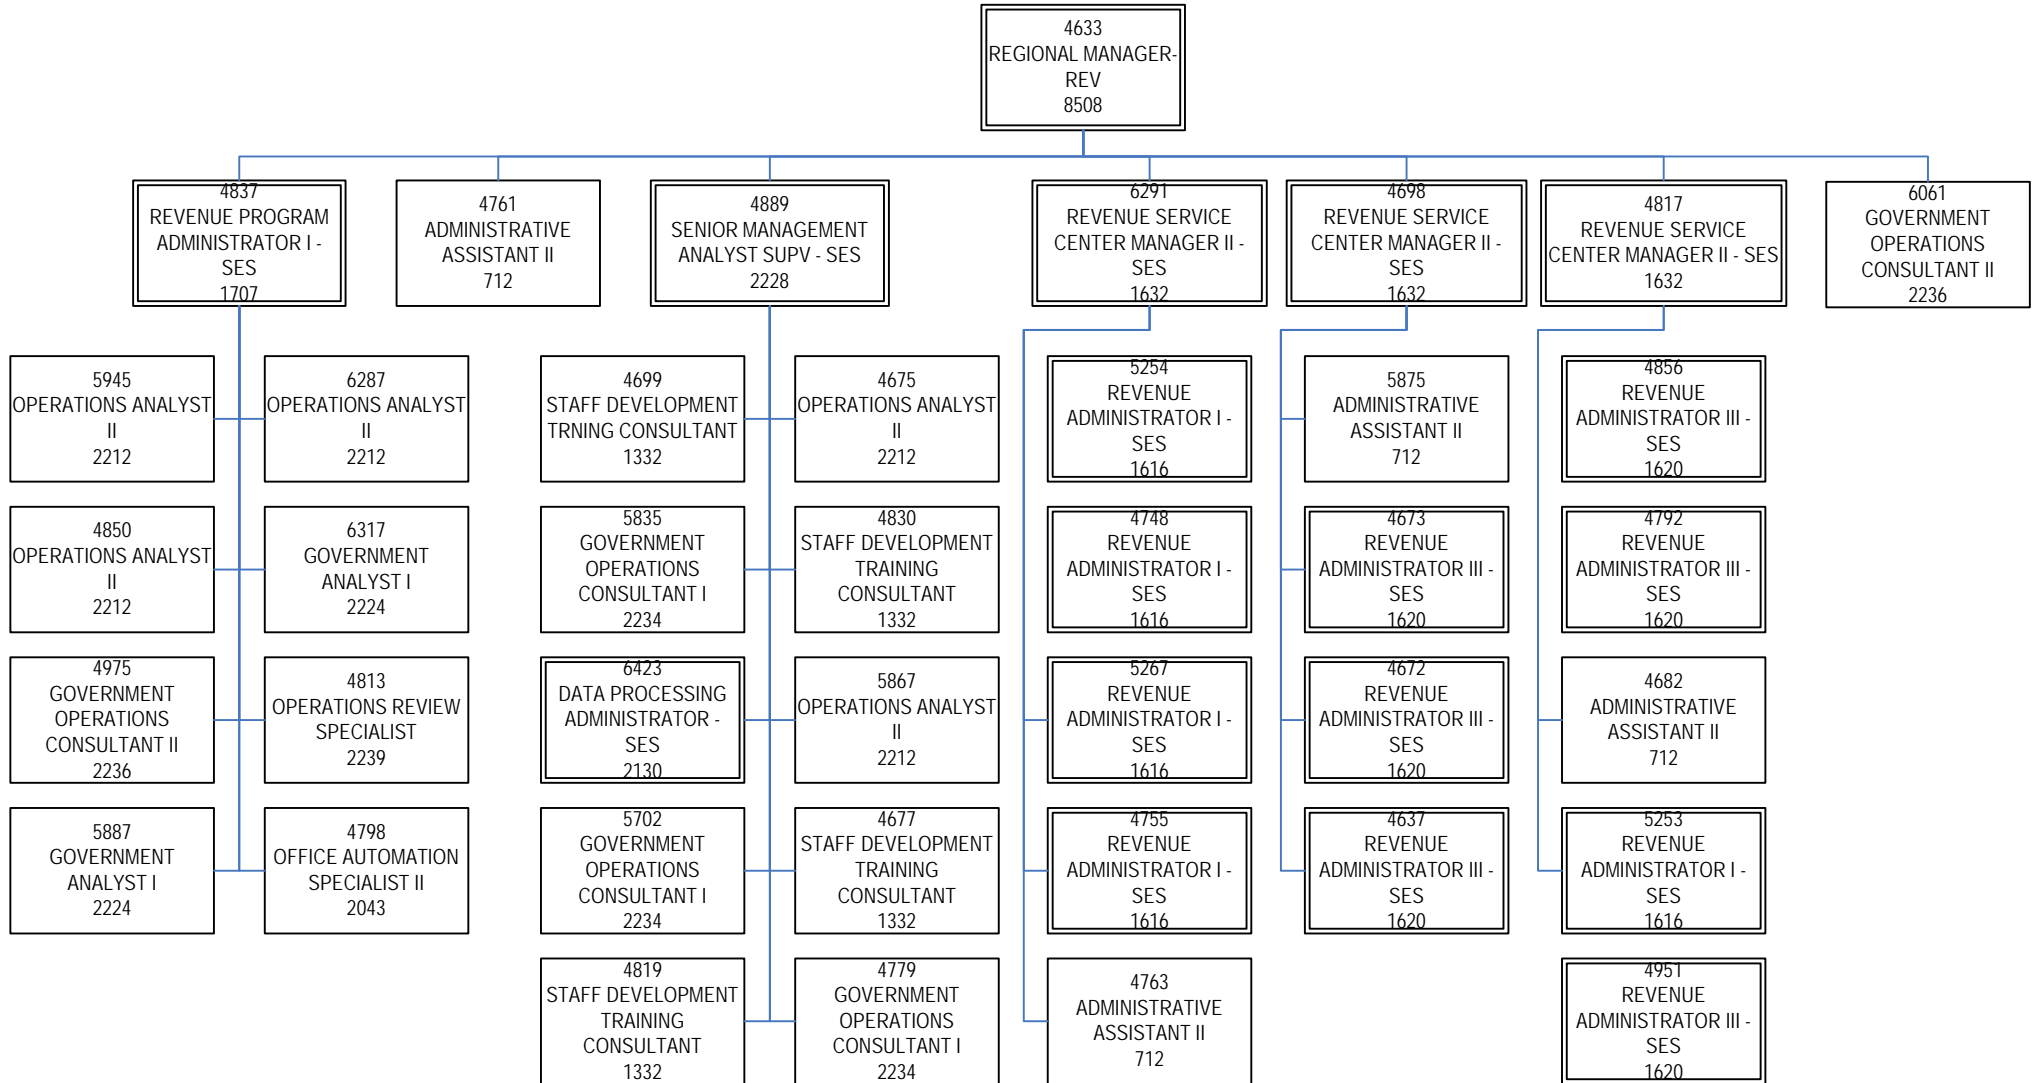 4633
REGIONAL MANAGER-
REV
8508
4837
REVENUE PROGRAM
ADMINISTRATOR I -
SES
1707
4761
ADMINISTRATIVE
ASSISTANT II
712
4889
SENIOR MANAGEMENT
ANALYST SUPV - SES
2228
6291
REVENUE SERVICE
CENTER MANAGER II -
SES
1632
4698
REVENUE SERVICE
CENTER MANAGER II -
SES
1632
4817
REVENUE SERVICE
CENTER MANAGER II - SES
1632
6061
GOVERNMENT
OPERATIONS
CONSULTANT II
2236
5945
OPERATIONS ANALYST
II
2212
6287
OPERATIONS ANALYST
II
2212
4699
STAFF DEVELOPMENT
TRNING CONSULTANT
1332
4675
OPERATIONS ANALYST
II
2212
5254
REVENUE
ADMINISTRATOR I -
SES
1616
5875
ADMINISTRATIVE
ASSISTANT II
712
4856
REVENUE
ADMINISTRATOR III -
SES
1620
4850
OPERATIONS ANALYST
II
2212
6317
GOVERNMENT
ANALYST I
2224
5835
GOVERNMENT
OPERATIONS
CONSULTANT I
2234
4830
STAFF DEVELOPMENT
TRAINING
CONSULTANT
1332
4748
REVENUE
ADMINISTRATOR I -
SES
1616
4673
REVENUE
ADMINISTRATOR III -
SES
1620
4792
REVENUE
ADMINISTRATOR III -
SES
1620
4975
GOVERNMENT
OPERATIONS
CONSULTANT II
2236
4813
OPERATIONS REVIEW
SPECIALIST
2239
6423
DATA PROCESSING
ADMINISTRATOR -
SES
2130
5867
OPERATIONS ANALYST
II
2212
5267
REVENUE
ADMINISTRATOR I -
SES
1616
4672
REVENUE
ADMINISTRATOR III -
SES
1620
4682
ADMINISTRATIVE
ASSISTANT II
712
5887
GOVERNMENT
ANALYST I
2224
4798
OFFICE AUTOMATION
SPECIALIST II
2043
5702
GOVERNMENT
OPERATIONS
CONSULTANT I
2234
4677
STAFF DEVELOPMENT
TRAINING
CONSULTANT
1332
4755
REVENUE
ADMINISTRATOR I -
SES
1616
4637
REVENUE
ADMINISTRATOR III -
SES
1620
5253
REVENUE
ADMINISTRATOR I -
SES
1616
4819
STAFF DEVELOPMENT
TRAINING
CONSULTANT
1332
4779
GOVERNMENT
OPERATIONS
CONSULTANT I
2234
4763
ADMINISTRATIVE
ASSISTANT II
712
4951
REVENUE
ADMINISTRATOR III -
SES
1620